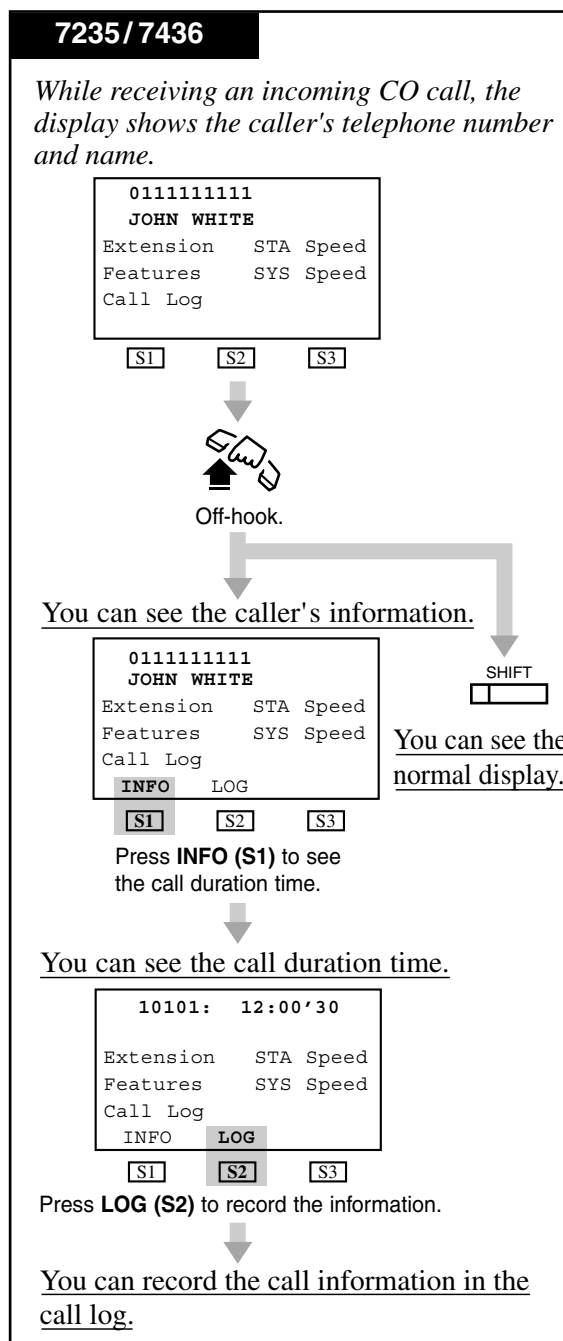 7235/7436
While receiving an incoming CO call, the
display shows the caller's telephone number
and name.
0111111111
JOHN WHITE
Extension STA Speed
Features SYS Speed
Call Log
S1 S2 S3
Off-hook.
You can see the caller's information.
0111111111
JOHN WHITE
Extension STA Speed
Features SYS Speed
Call Log
INFO LOG
S1 S2 S3
SHIFT
You can see the
normal display.
Press INFO (S1) to see
the call duration time.
You can see the call duration time.
10101: 12:00'30
Extension STA Speed
Features SYS Speed
Call Log
INFO LOG
S1 S2 S3
Press LOG (S2) to record the information.
You can record the call information in the
call log.